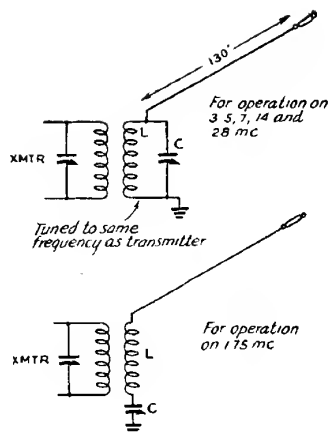 130'
For operation on
3.5, 7, 14 and
28 mc
L
C
XMTR
Tuned to same
frequency as transmitter
For operation
on 1.75 mc
XMTR
L
C